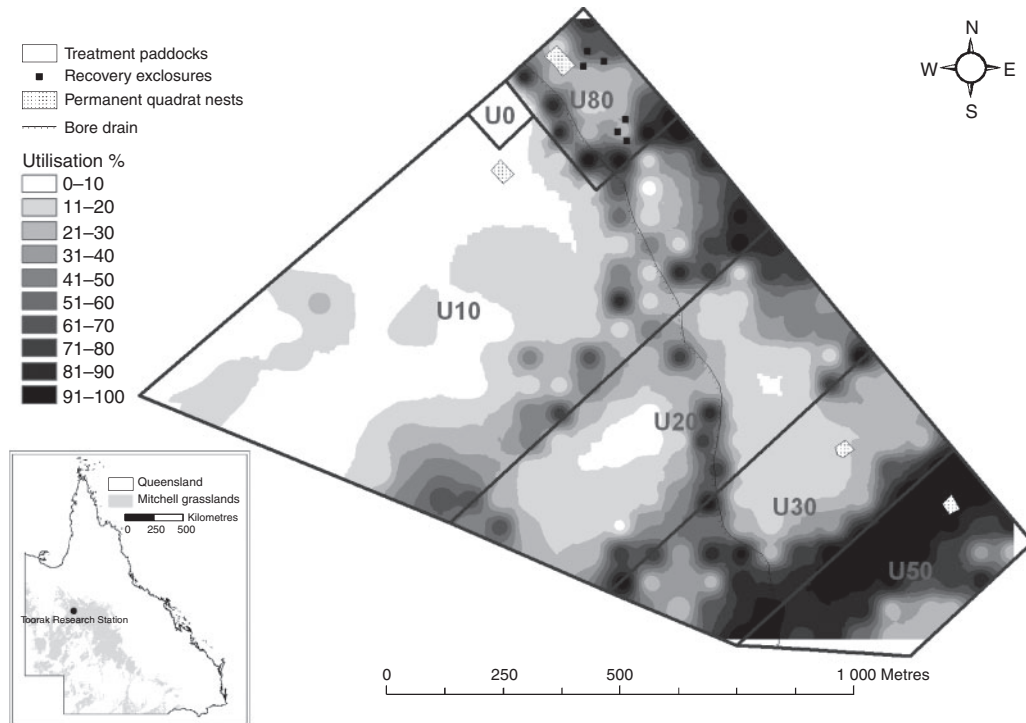 Treatment paddocks
Recovery exclosures
Permanent quadrat nests
Bore drain
Utilisation %
0–10
11–20
21–30
31–40
41–50
51–60
61–70
71–80
81–90
91–100
N
W E
S
U80
U0
U10
U20
U30
U50
Queensland
Mitchell grasslands
Kilometres
0 250 500
Toorak Research Station
0 250 500 1 000 Metres